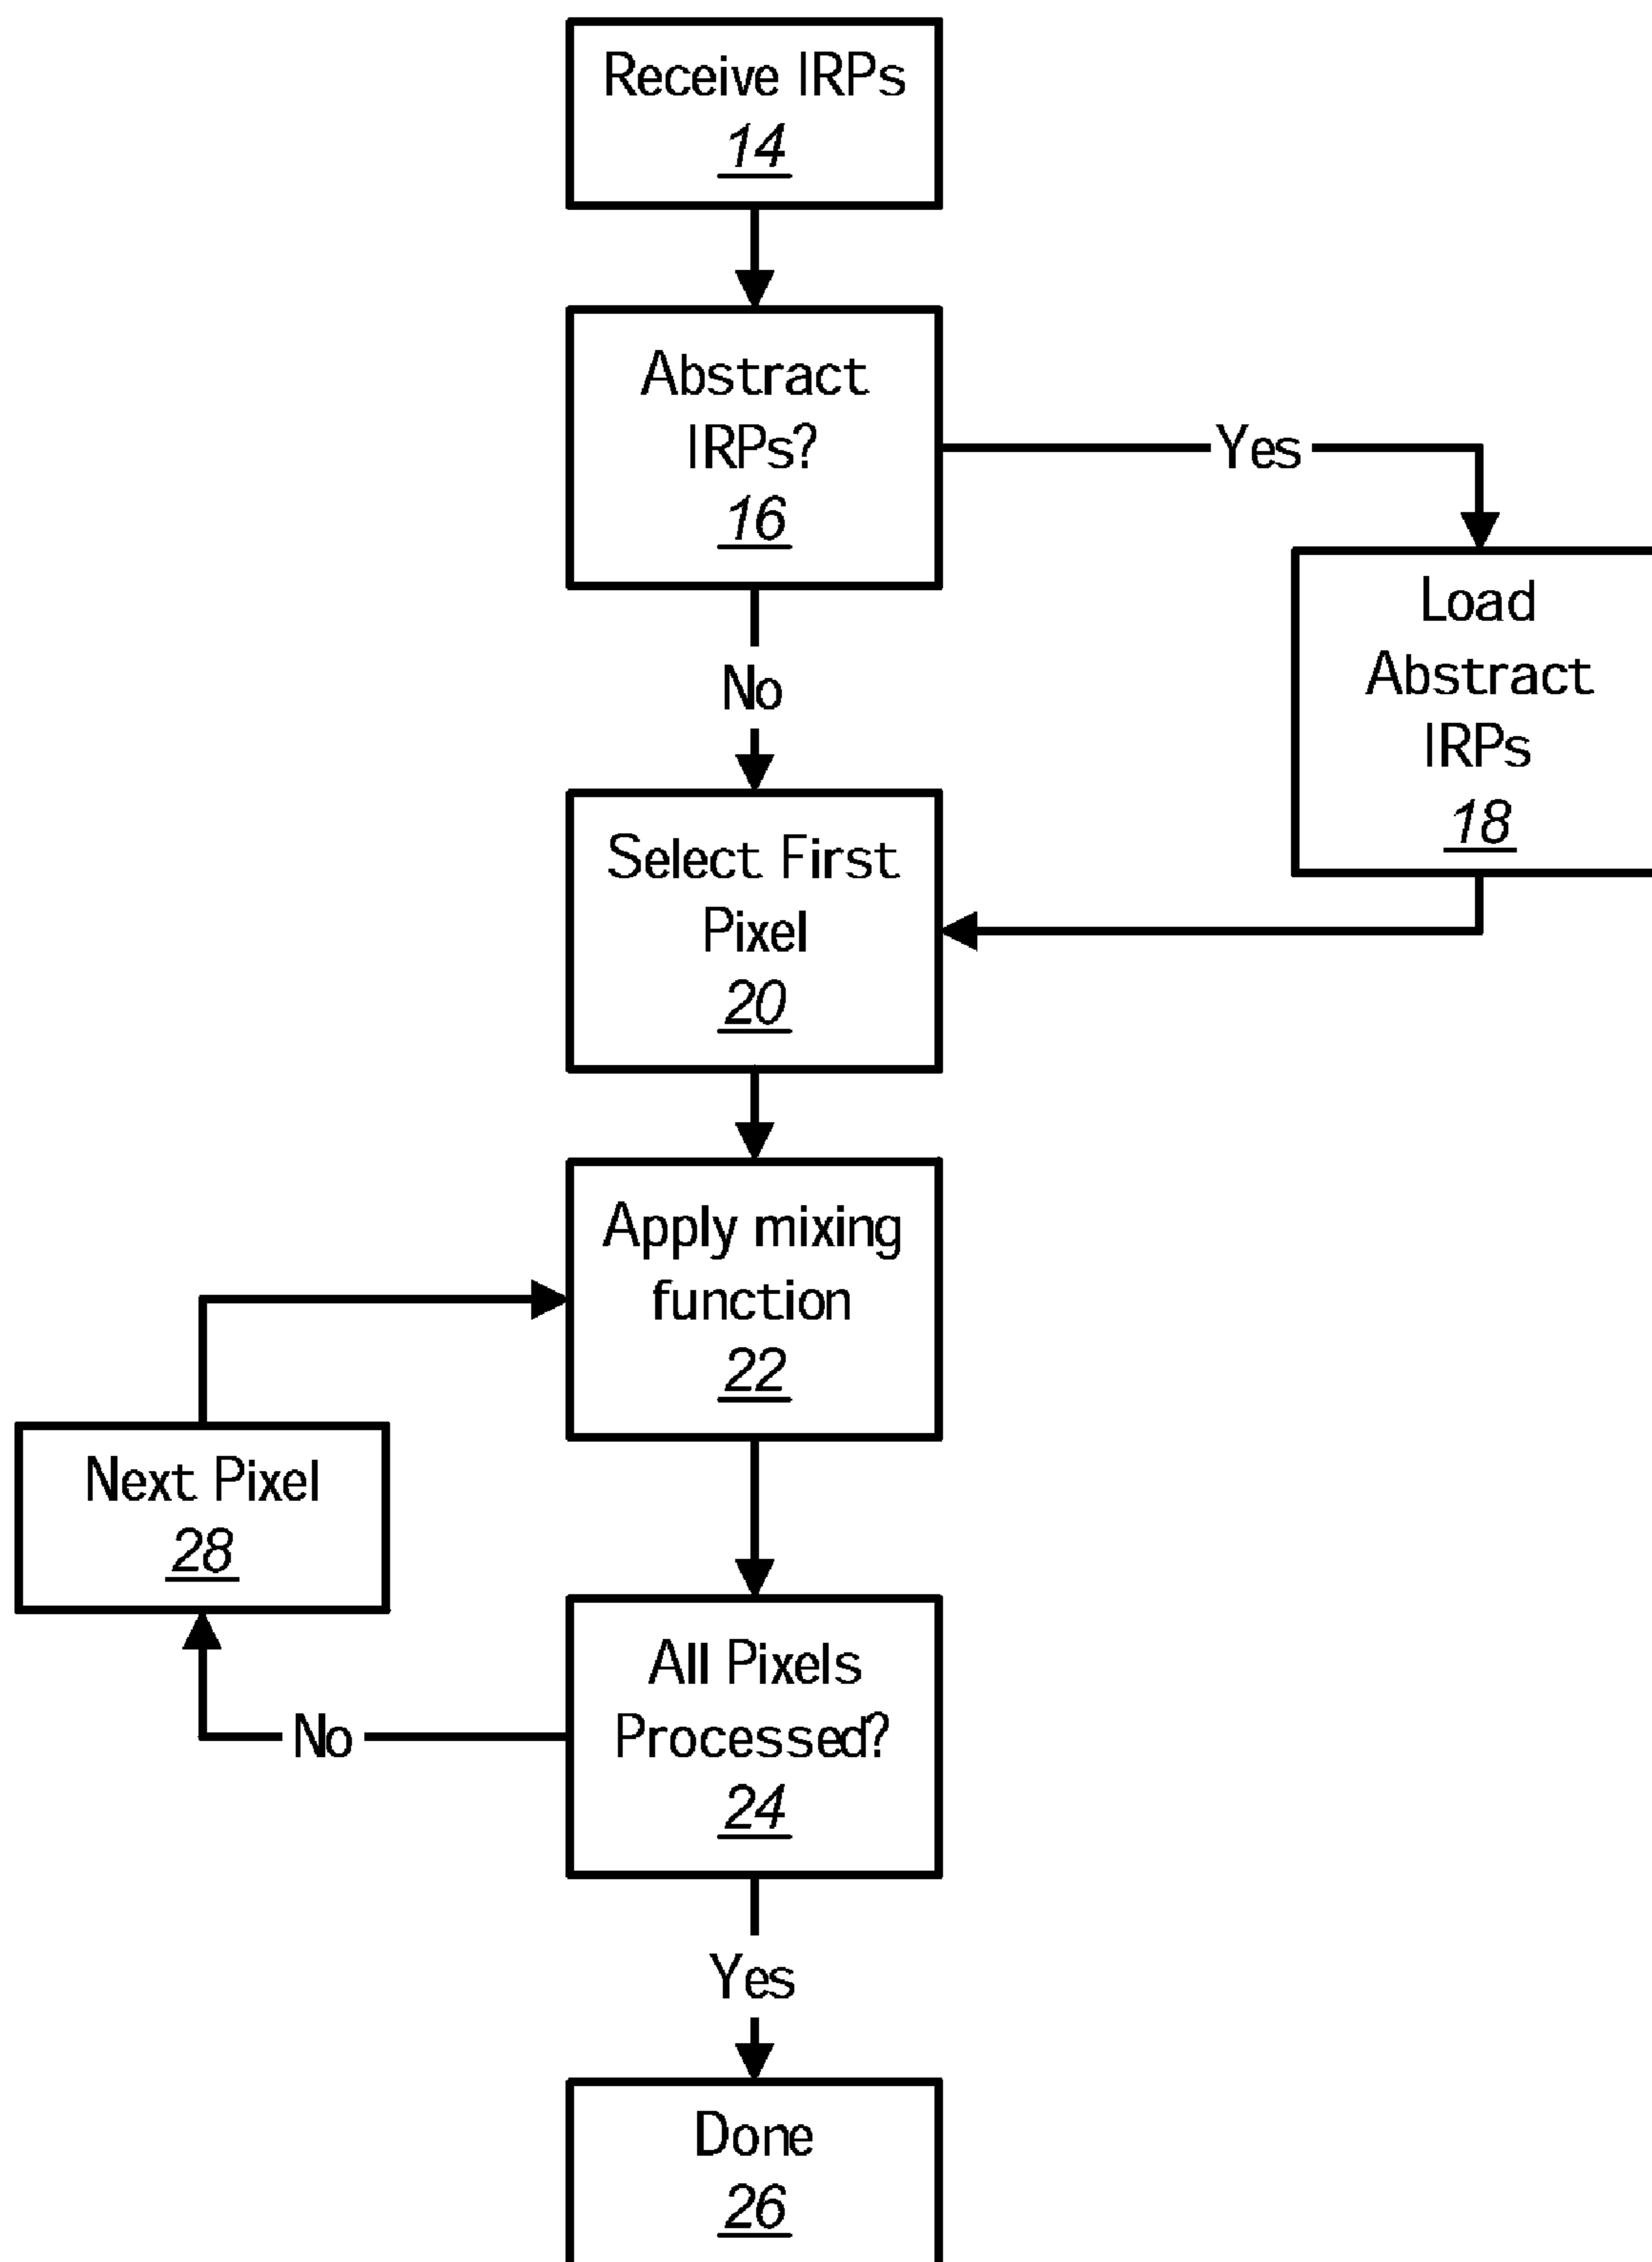 Receive IRPs
14
Abstract
IRPs?
16
Yes
Load
Abstract
IRPs
18
No
Select First
Pixel
20
Apply mixing
function
22
Next Pixel
28
All Pixels
Processed?
24
No
Yes
Done
26